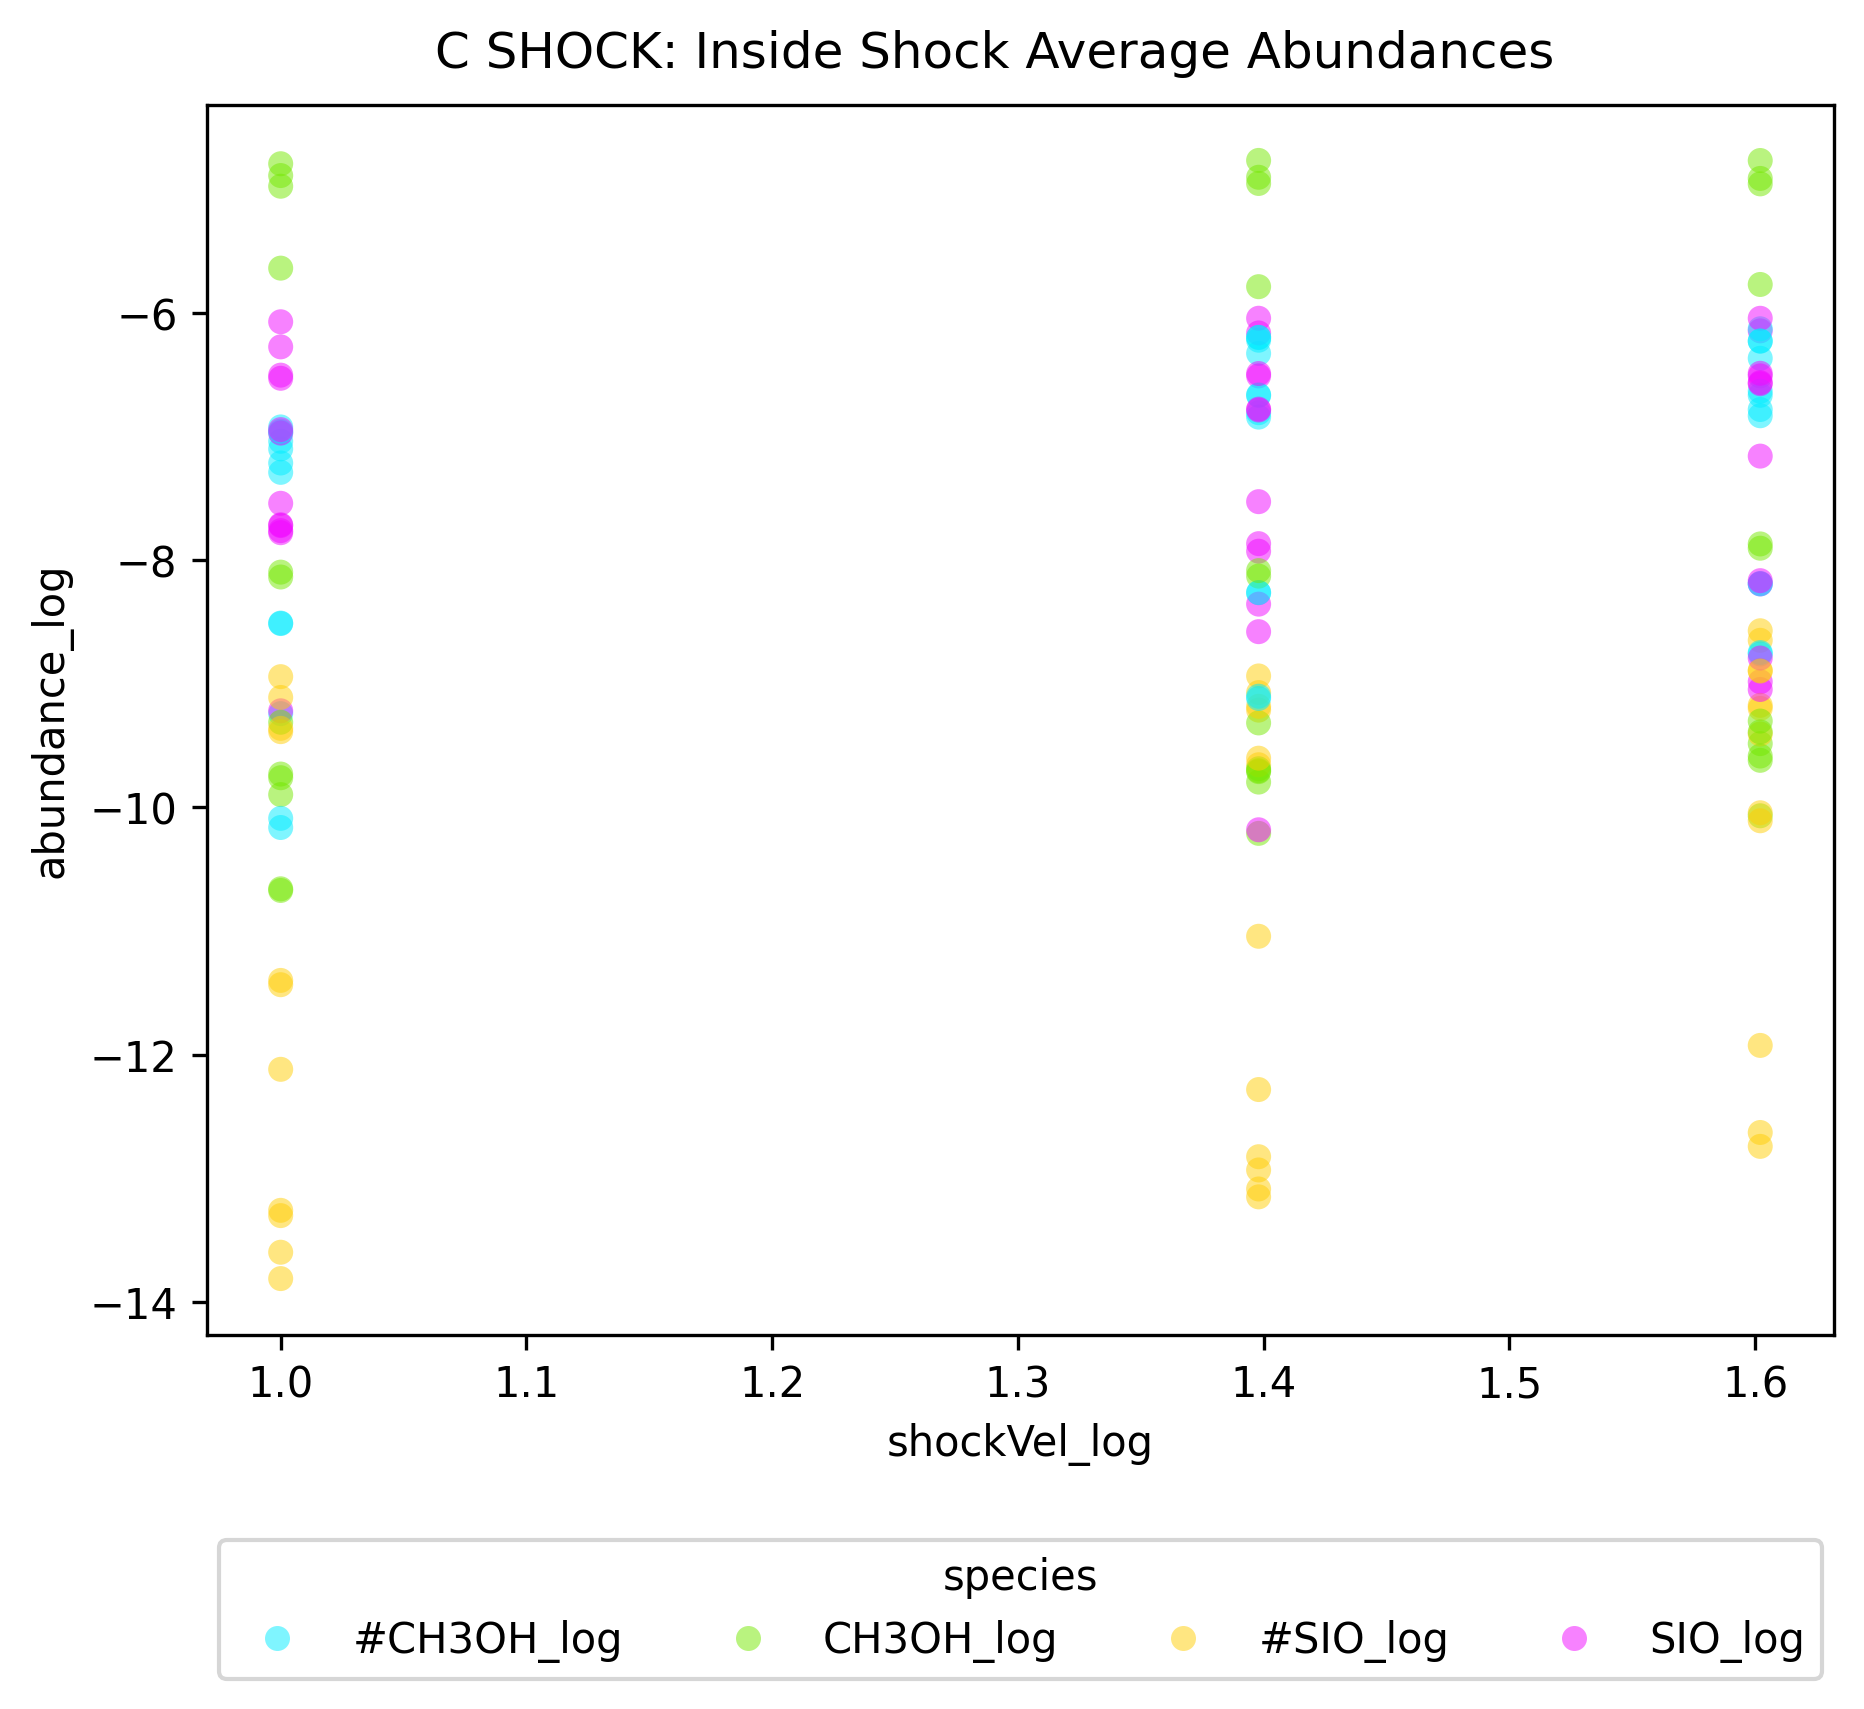 C SHOCK: Inside Shock Average Abundances
abundance_log
−6
−8
−10
−12
−14
1.0 1.1 1.2 1.3 1.4 1.5 1.6
shockVel_log
species
#CH3OH_log CH3OH_log #SIO_log SIO_log